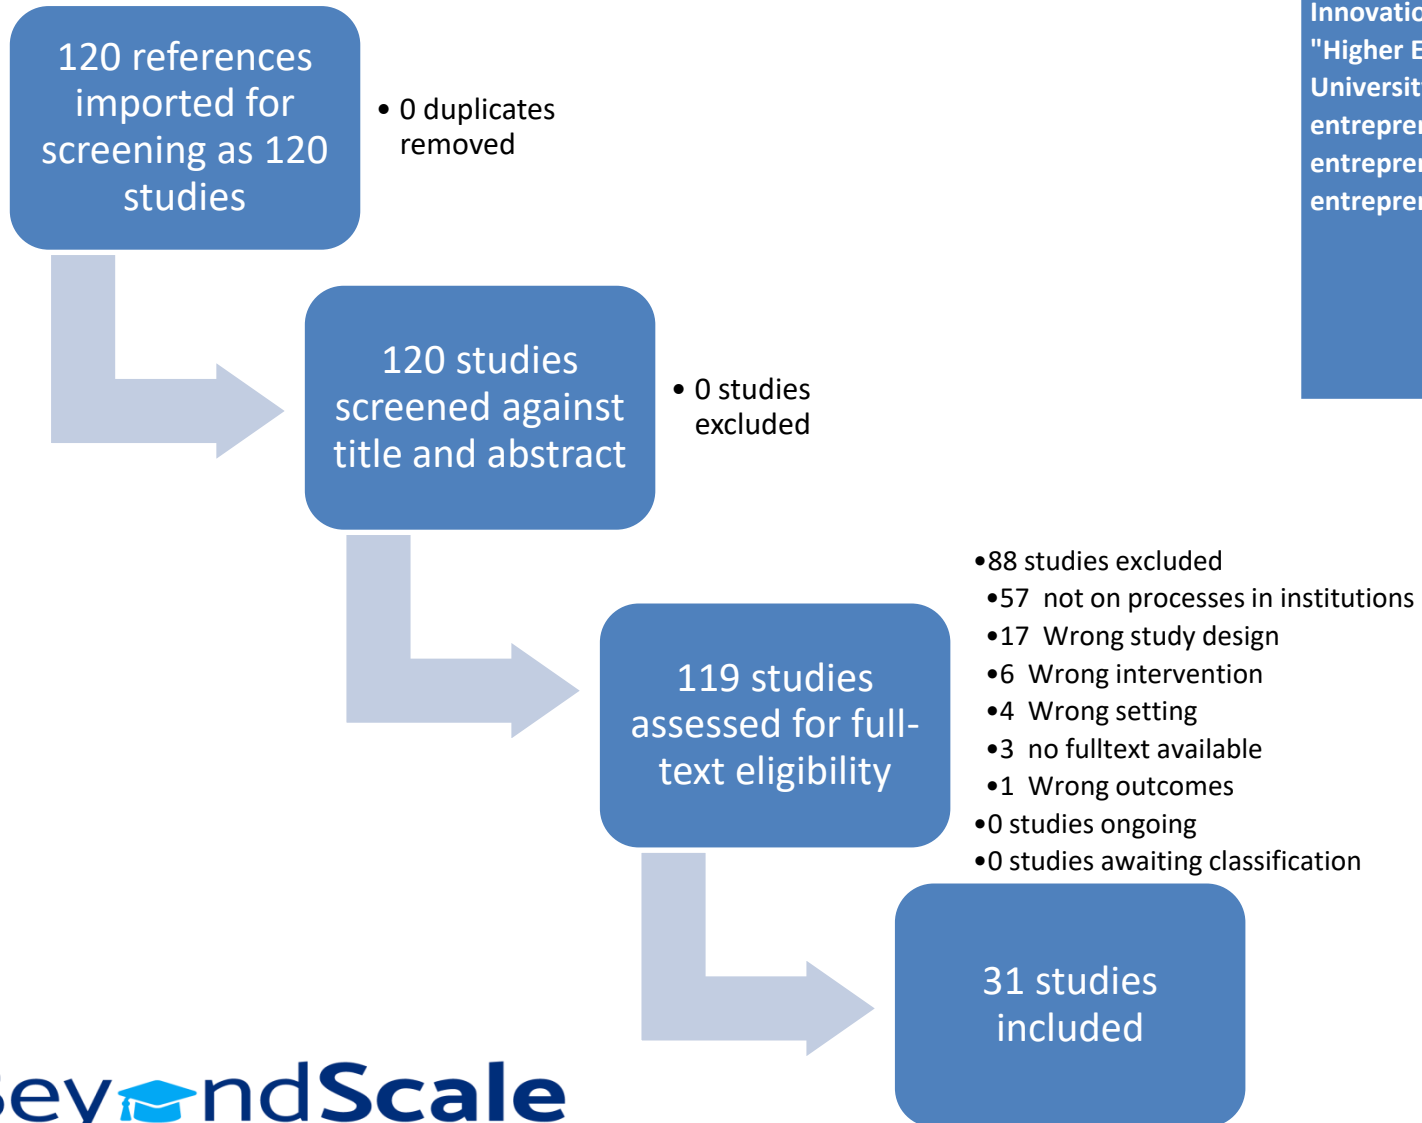 120 references
imported for
screening as 120
studies
• 0 duplicates
removed
120 studies
screened against
title and abstract
• 0 studies
excluded
119 studies
assessed for full-
text eligibility
•88 studies excluded
•57 not on processes in institutions
•17 Wrong study design
•6 Wrong intervention
•4 Wrong setting
•3 no fulltext available
•1 Wrong outcomes
•0 studies ongoing
•0 studies awaiting classification
31 studies
included
"Higher
BeyondScale